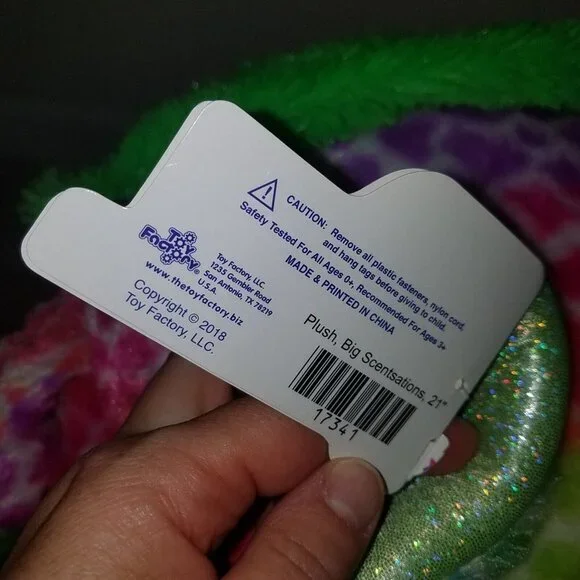 CAUTION: Remove all plastic fasteners, nylon cord,
and hang tags before giving to child.
Safety Tested For All Ages 0+, Recommended For Ages 3+
MADE & PRINTED IN CHINA
Toy
Factory
Toy Factory, LLC.
1235 Gembler Road
San Antonio, TX 78219
U.S.A.
www.thetoyfactory.biz
Copyright © 2018
Toy Factory, LLC.
Plush, Big Scentsations, 21"
17341